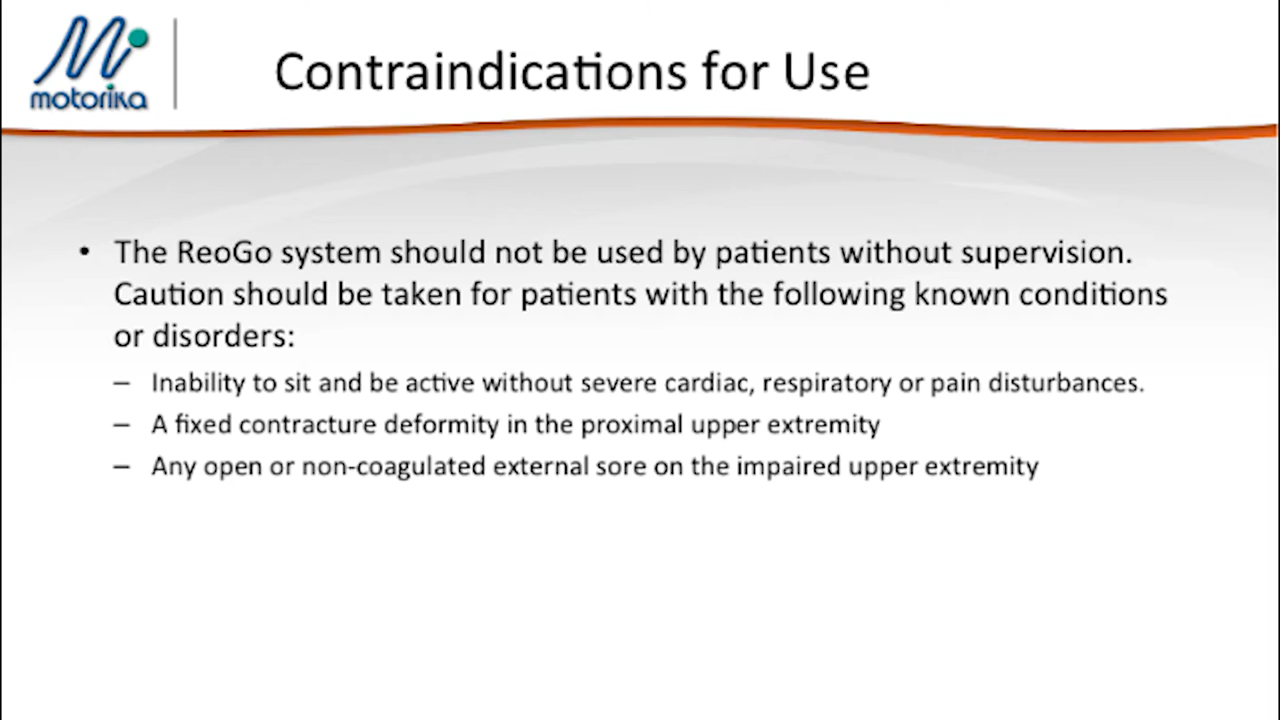 motorika
Contraindications for Use
• The ReoGo system should not be used by patients without supervision.
Caution should be taken for patients with the following known conditions
or disorders:
– Inability to sit and be active without severe cardiac, respiratory or pain disturbances.
– A fixed contracture deformity in the proximal upper extremity
– Any open or non-coagulated external sore on the impaired upper extremity